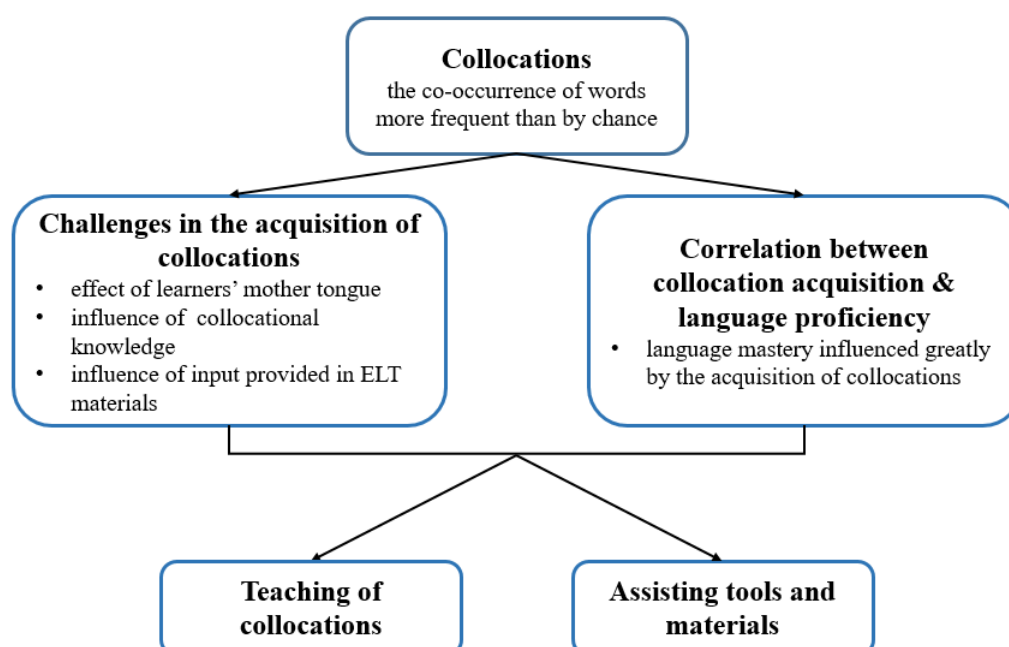 Collocations
the co-occurrence of words
more frequent than by chance
Challenges in the acquisition of
collocations
• effect of learners' mother tongue
• influence of collocational
knowledge
• influence of input provided in ELT
materials
Correlation between
collocation acquisition &
language proficiency
• language mastery influenced greatly
by the acquisition of collocations
Teaching of
collocations
Assisting tools and
materials